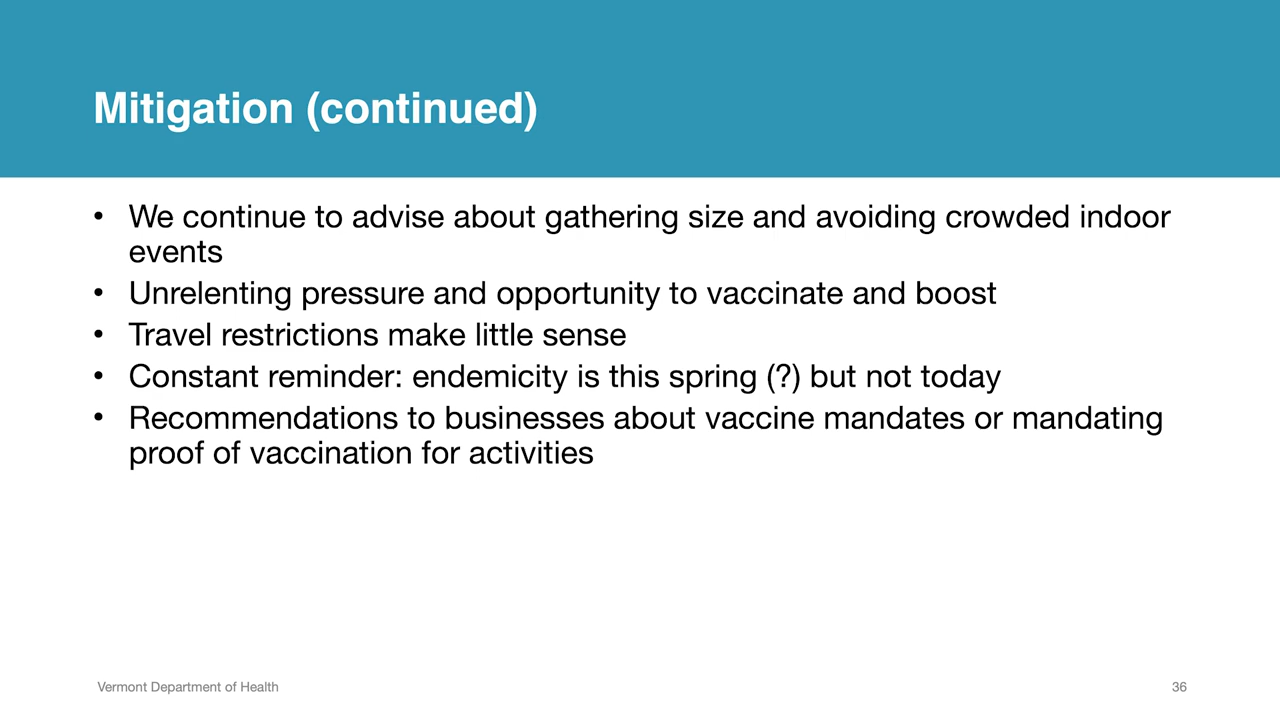 Mitigation (continued)
• We continue to advise about gathering size and avoiding crowded indoor
events
• Unrelenting pressure and opportunity to vaccinate and boost
• Travel restrictions make little sense
• Constant reminder: endemicity is this spring (?) but not today
• Recommendations to businesses about vaccine mandates or mandating
proof of vaccination for activities
Vermont Department of Health
36